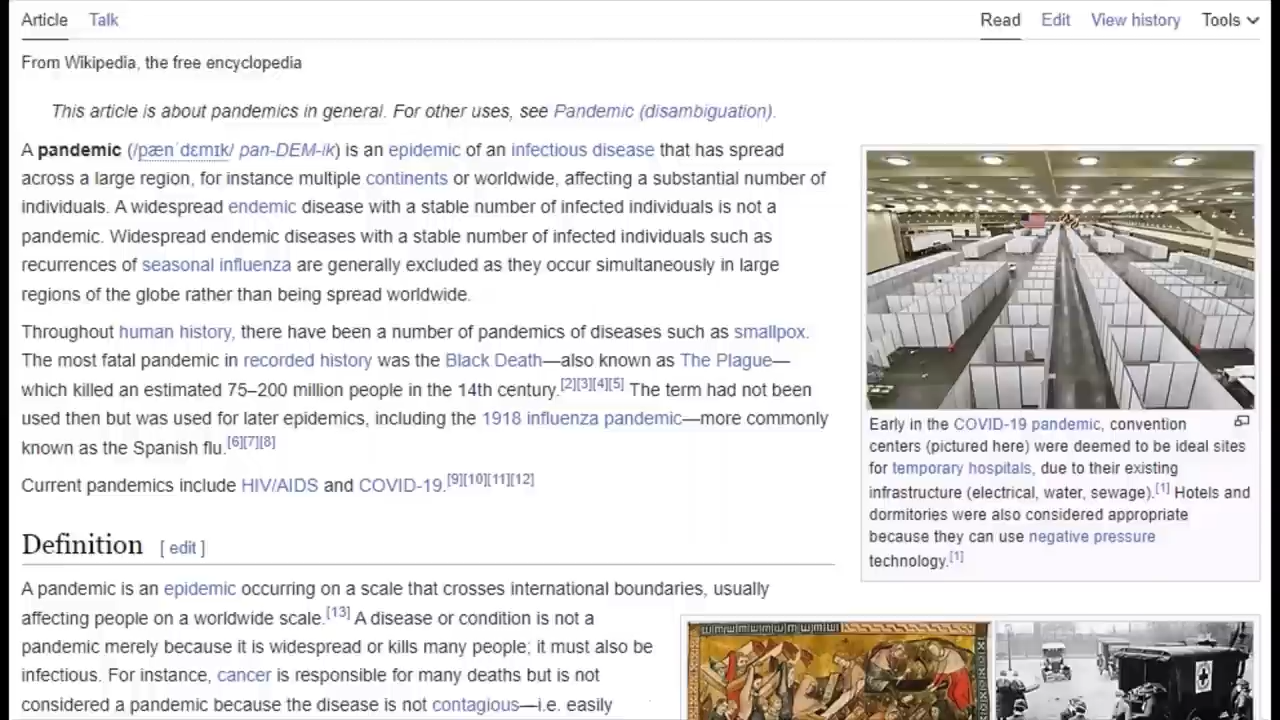 Article Talk Read Edit View history Tools
From Wikipedia, the free encyclopedia
This article is about pandemics in general. For other uses, see Pandemic (disambiguation).
A pandemic (/pænˈdɛmɪk/ pan-DEM-ik) is an epidemic of an infectious disease that has spread
across a large region, for instance multiple continents or worldwide, affecting a substantial number of
individuals. A widespread endemic disease with a stable number of infected individuals is not a
pandemic. Widespread endemic diseases with a stable number of infected individuals such as
recurrences of seasonal influenza are generally excluded as they occur simultaneously in large
regions of the globe rather than being spread worldwide.
Throughout human history, there have been a number of pandemics of diseases such as smallpox.
The most fatal pandemic in recorded history was the Black Death—also known as The Plague—
which killed an estimated 75–200 million people in the 14th century.[2][3][4][5] The term had not been
used then but was used for later epidemics, including the 1918 influenza pandemic—more commonly
known as the Spanish flu.[6][7][8]
Current pandemics include HIV/AIDS and COVID-19.[9][10][11][12]
Early in the COVID-19 pandemic, convention
centers (pictured here) were deemed to be ideal sites
for temporary hospitals, due to their existing
infrastructure (electrical, water, sewage).[1] Hotels and
dormitories were also considered appropriate
because they can use negative pressure
technology.[1]
Definition [ edit ]
A pandemic is an epidemic occurring on a scale that crosses international boundaries, usually
affecting people on a worldwide scale.[13] A disease or condition is not a
pandemic merely because it is widespread or kills many people; it must also be
infectious. For instance, cancer is responsible for many deaths but is not
considered a pandemic because the disease is not contagious—i.e. easily